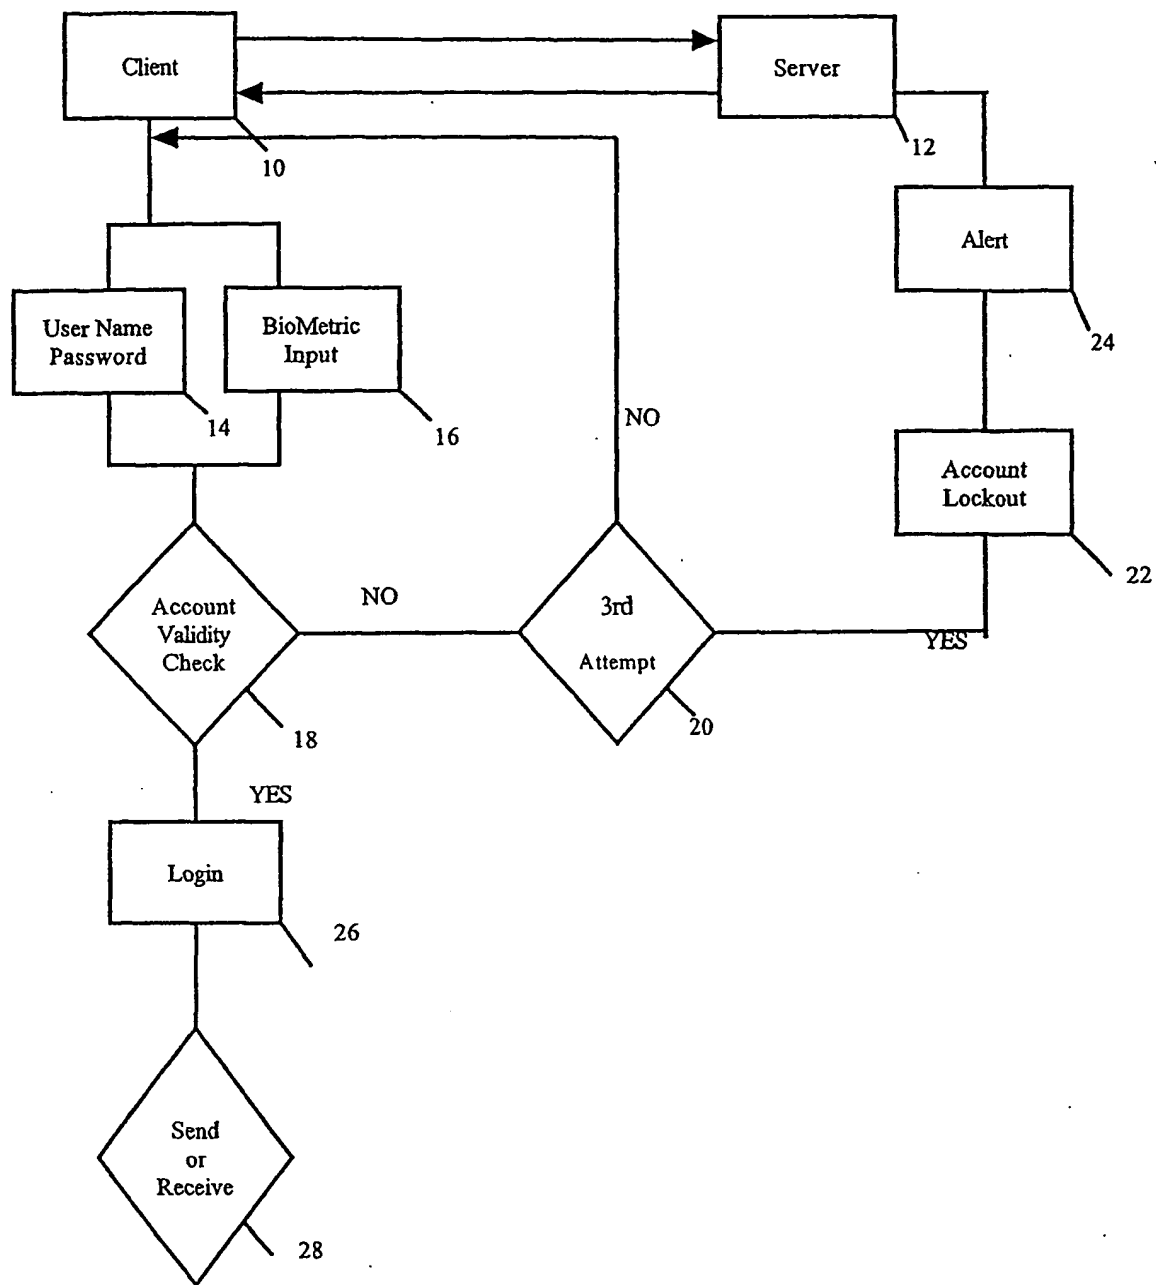 Client
Server
10
12
Alert
24
User Name
Password
BioMetric
Input
14
16
NO
Account
Lockout
22
Account
Validity
Check
NO
3rd
Attempt
YES
18
20
YES
Login
26
Send
or
Receive
28